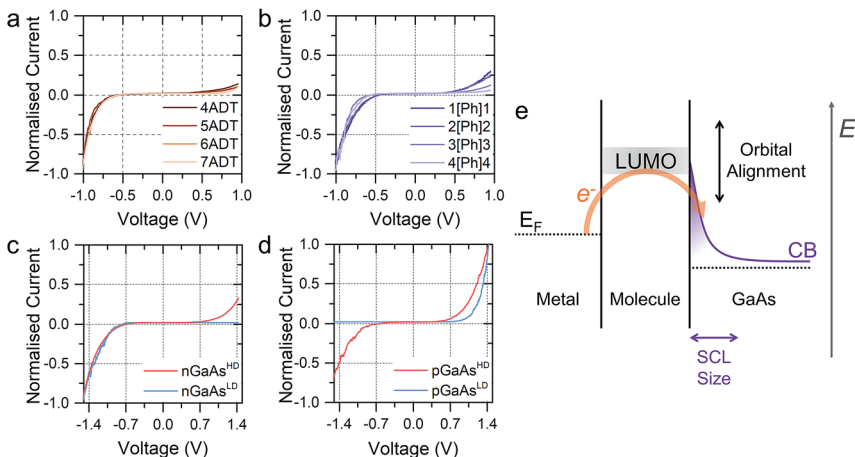 a
Normalised Current
1.0
0.5
0.0
-0.5
-1.0
4ADT
5ADT
6ADT
7ADT
-1.0 -0.5 0.0 0.5 1.0
Voltage (V)
b
Normalised Current
1.0
0.5
0.0
-0.5
-1.0
1[Ph]1
2[Ph]2
3[Ph]3
4[Ph]4
-1.0 -0.5 0.0 0.5 1.0
Voltage (V)
c
Normalised Current
1.0
0.5
0.0
-0.5
-1.0
nGaAsHD
nGaAsLD
-1.4 -0.7 0.0 0.7 1.4
Voltage (V)
d
Normalised Current
1.0
0.5
0.0
-0.5
-1.0
pGaAsHD
pGaAsLD
-1.4 -0.7 0.0 0.7 1.4
Voltage (V)
e
E
LUMO
Orbital
Alignment
e-
EF
CB
Metal
Molecule
GaAs
SCL
Size